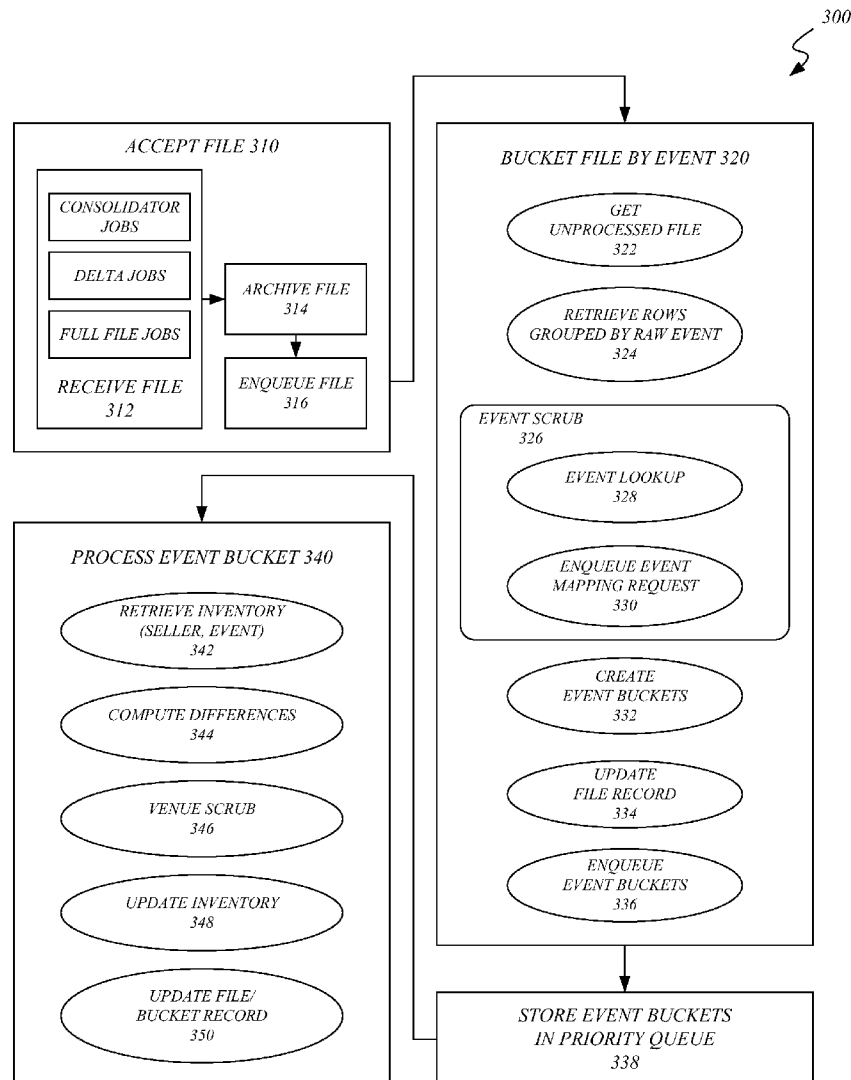 300
ACCEPT FILE 310
CONSOLIDATOR
JOBS
DELTA JOBS
FULL FILE JOBS
RECEIVE FILE
312
ARCHIVE FILE
314
ENQUEUE FILE
316
BUCKET FILE BY EVENT 320
GET
UNPROCESSED FILE
322
RETRIEVE ROWS
GROUPED BY RAW EVENT
324
EVENT SCRUB
326
EVENT LOOKUP
328
ENQUEUE EVENT
MAPPING REQUEST
330
CREATE
EVENT BUCKETS
332
UPDATE
FILE RECORD
334
ENQUEUE
EVENT BUCKETS
336
STORE EVENT BUCKETS
IN PRIORITY QUEUE
338
PROCESS EVENT BUCKET 340
RETRIEVE INVENTORY
(SELLER, EVENT)
342
COMPUTE DIFFERENCES
344
VENUE SCRUB
346
UPDATE INVENTORY
348
UPDATE FILE/
BUCKET RECORD
350